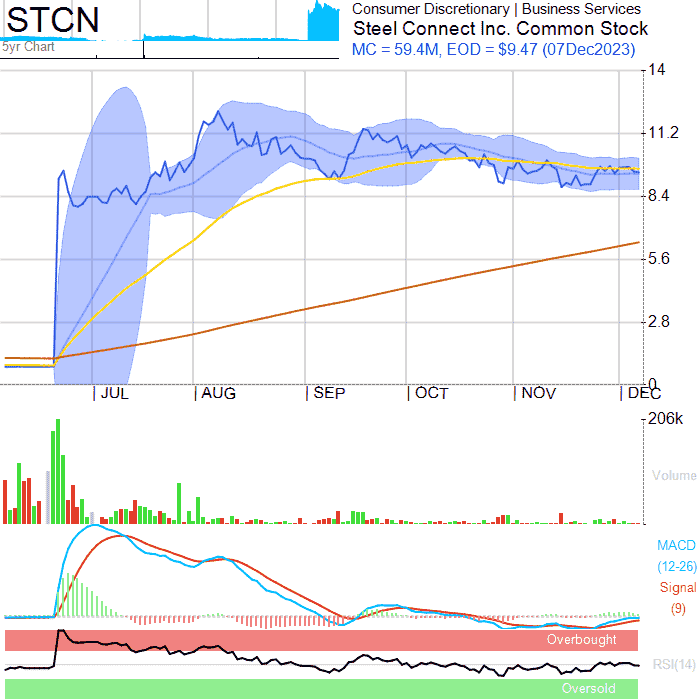 STCN
5yr Chart
Consumer Discretionary | Business Services
Steel Connect Inc. Common Stock
MC = 59.4M, EOD = $9.47 (07Dec2023)
14
11.2
8.4
5.6
2.8
0
JUL
AUG
SEP
OCT
NOV
DEC
206k
Volume
MACD
(12-26)
Signal
(9)
Overbought
RSI(14)
Oversold